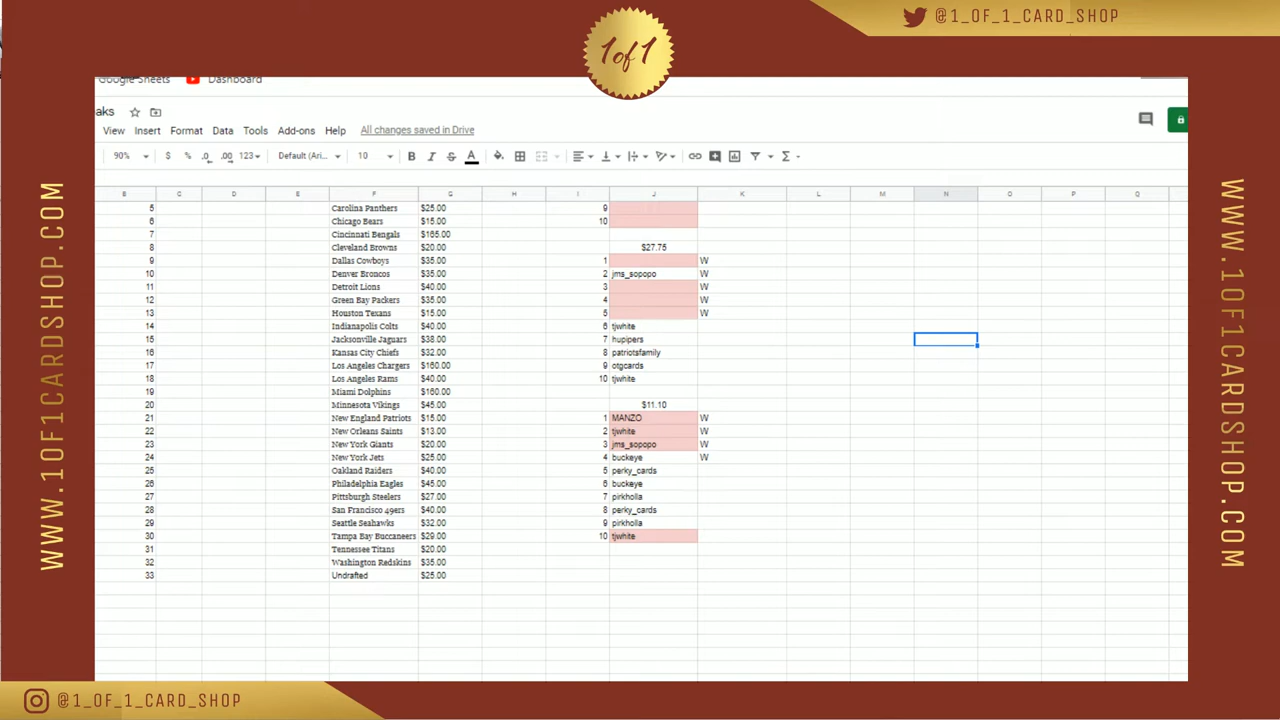 @1_OF_1_CARD_SHOP
1of1
Google Sheets Dashboard
aks
View Insert Format Data Tools Add-ons Help All changes saved in Drive
90% $ % .0 .00 123 Default (Ari... 10 B I S A
B C D E F G H I J K L M N O P Q
5 Carolina Panthers $25.00 9
6 Chicago Bears $15.00 10
7 Cincinnati Bengals $165.00
8 Cleveland Browns $20.00 $27.75
9 Dallas Cowboys $35.00 1 W
10 Denver Broncos $35.00 2 jms_sopopo W
11 Detroit Lions $40.00 3 W
12 Green Bay Packers $35.00 4 W
13 Houston Texans $15.00 5 W
14 Indianapolis Colts $40.00 6 tjwhite
15 Jacksonville Jaguars $38.00 7 hupipers
16 Kansas City Chiefs $32.00 8 patriotsfamily
17 Los Angeles Chargers $160.00 9 otgcards
18 Los Angeles Rams $40.00 10 tjwhite
19 Miami Dolphins $160.00
20 Minnesota Vikings $45.00 $11.10
21 New England Patriots $15.00 1 MANZO W
22 New Orleans Saints $13.00 2 tjwhite W
23 New York Giants $20.00 3 jms_sopopo W
24 New York Jets $25.00 4 buckeye W
25 Oakland Raiders $40.00 5 perky_cards
26 Philadelphia Eagles $45.00 6 buckeye
27 Pittsburgh Steelers $27.00 7 pirkholla
28 San Francisco 49ers $40.00 8 perky_cards
29 Seattle Seahawks $32.00 9 pirkholla
30 Tampa Bay Buccaneers $29.00 10 tjwhite
31 Tennessee Titans $20.00
32 Washington Redskins $35.00
33 Undrafted $25.00
WWW.1OF1CARDSHOP.COM
WWW.1OF1CARDSHOP.COM
@1_OF_1_CARD_SHOP